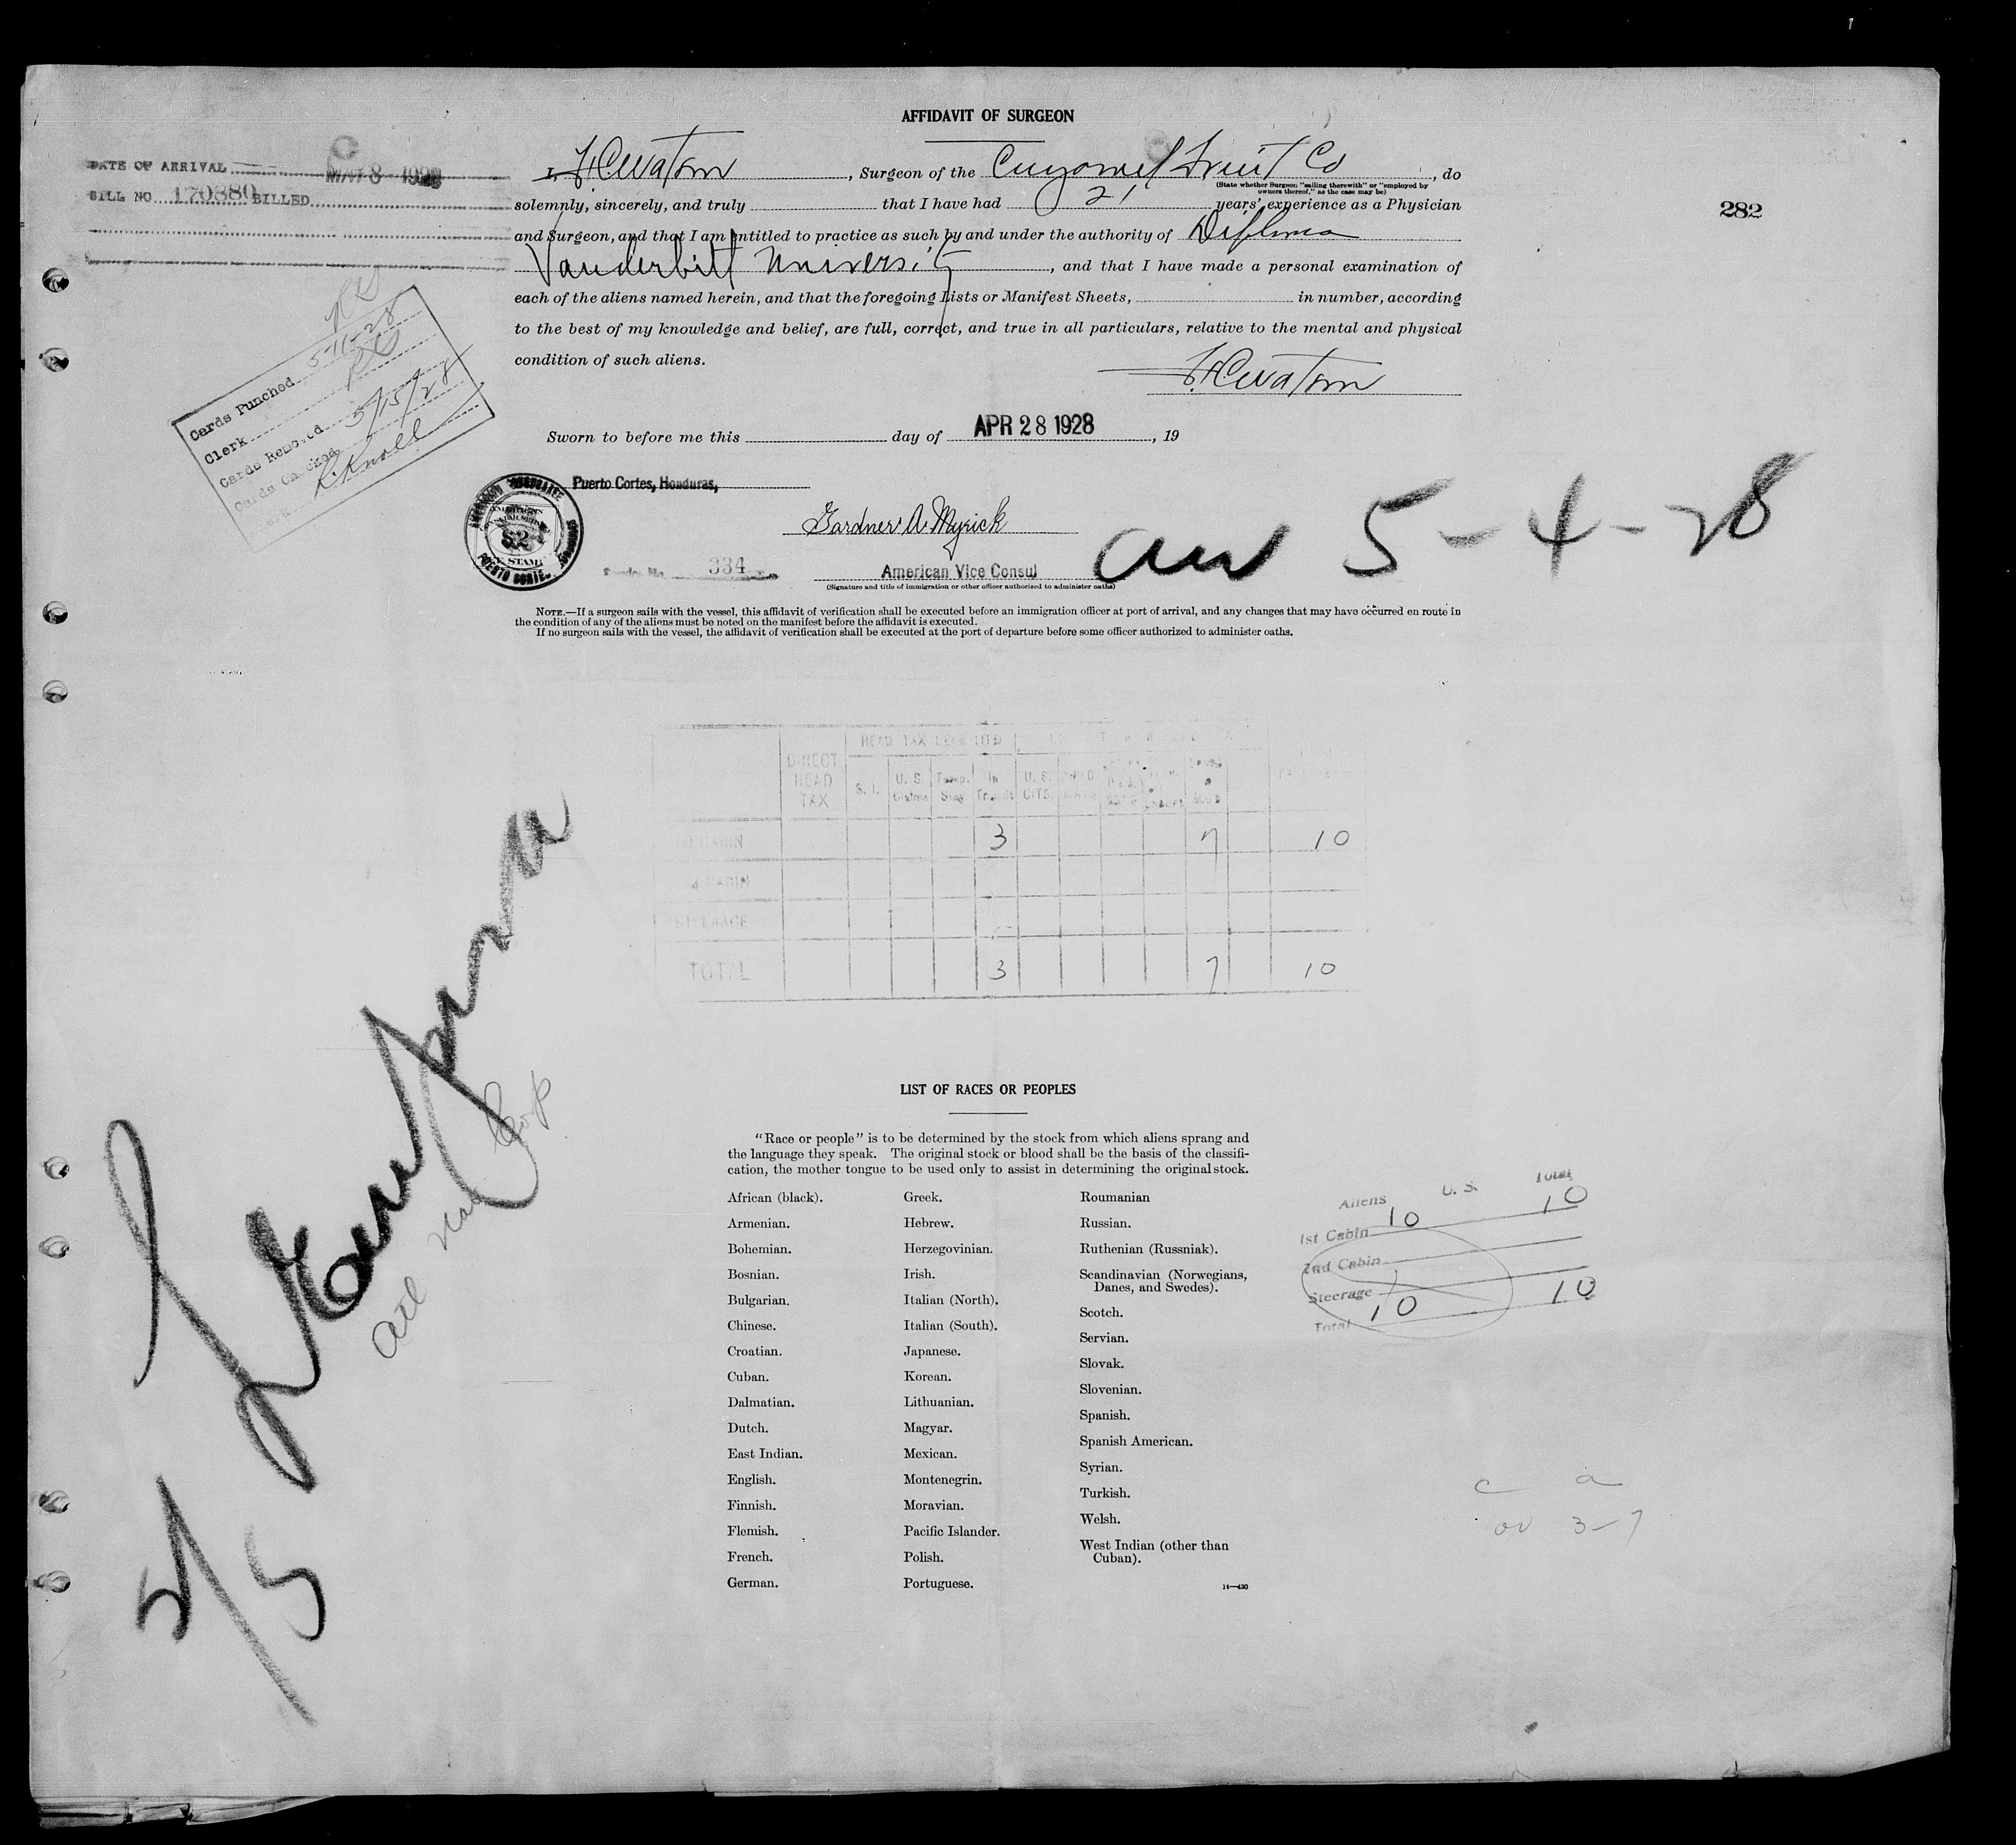 AFFIDAVIT OF SURGEON
DATE OF ARRIVAL MAY 8 1928
BILL NO. 170880 BILLED
282
I, , Surgeon of the Cuyamel Fruit Co, do
(State whether Surgeon "sailing therewith" or "employed by
owners thereof," as the case may be)
solemnly, sincerely, and truly that I have had 21 years' experience as a Physician
and Surgeon, and that I am entitled to practice as such by and under the authority of Diploma
Vanderbilt University, and that I have made a personal examination of
each of the aliens named herein, and that the foregoing Lists or Manifest Sheets, in number, according
to the best of my knowledge and belief, are full, correct, and true in all particulars, relative to the mental and physical
condition of such aliens.
Cards Punched 5-11-28
Clerk
Cards Removed 5/15/28
Cards Checked
Knoll
Sworn to before me this day of APR 28 1928, 19
Puerto Cortes, Honduras,
Gardner A. Myrick
334
American Vice Consul
(Signature and title of immigration or other officer authorized to administer oaths)
5-4-28
NOTE.—If a surgeon sails with the vessel, this affidavit of verification shall be executed before an immigration officer at port of arrival, and any changes that may have occurred en route in
the condition of any of the aliens must be noted on the manifest before the affidavit is executed.
If no surgeon sails with the vessel, the affidavit of verification shall be executed at the port of departure before some officer authorized to administer oaths.
HEAD TAX
DIRECT HEAD TAX S. I. U. S. Claims Temp. Stay In Transit U. S. CITS.
CABIN 3 7 10
CABIN
STEERAGE
TOTAL 3 7 10
5/5
LIST OF RACES OR PEOPLES
"Race or people" is to be determined by the stock from which aliens sprang and
the language they speak. The original stock or blood shall be the basis of the classifi-
cation, the mother tongue to be used only to assist in determining the original stock.
African (black).
Armenian.
Bohemian.
Bosnian.
Bulgarian.
Chinese.
Croatian.
Cuban.
Dalmatian.
Dutch.
East Indian.
English.
Finnish.
Flemish.
French.
German.
Greek.
Hebrew.
Herzegovinian.
Irish.
Italian (North).
Italian (South).
Japanese.
Korean.
Lithuanian.
Magyar.
Mexican.
Montenegrin.
Moravian.
Pacific Islander.
Polish.
Portuguese.
Roumanian
Russian.
Ruthenian (Russniak).
Scandinavian (Norwegians,
Danes, and Swedes).
Scotch.
Servian.
Slovak.
Slovenian.
Spanish.
Spanish American.
Syrian.
Turkish.
Welsh.
West Indian (other than
Cuban).
14—430
Aliens U. S. Total
1st Cabin 10 10
2nd Cabin
Steerage
Total 10 10
c a
3-7